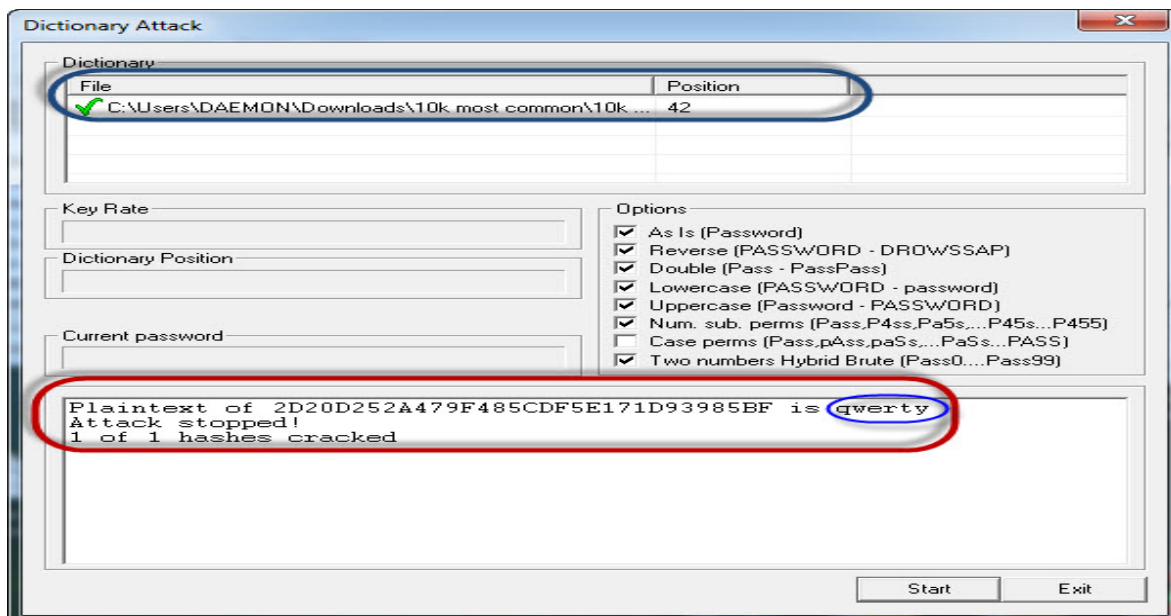 Dictionary Attack
Dictionary
File Position
C:\Users\DAEMON\Downloads\10k most common\10k ... 42
Key Rate
Dictionary Position
Current password
Options
As Is (Password)
Reverse (PASSWORD - DROWSSAP)
Double (Pass - PassPass)
Lowercase (PASSWORD - password)
Uppercase (Password - PASSWORD)
Num. sub. perms (Pass,P4ss,Pa5s,...P45s...P455)
Case perms (Pass,pAss,paSs,...PaSs...PASS)
Two numbers Hybrid Brute (Pass0....Pass99)
Plaintext of 2D20D252A479F485CDF5E171D93985BF is qwerty
Attack stopped!
1 of 1 hashes cracked
Start Exit